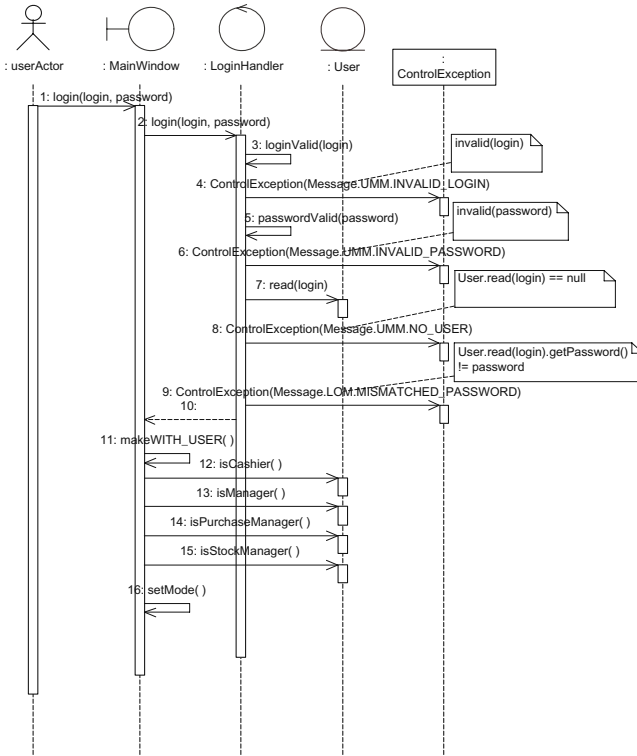 : userActor
: MainWindow
: LoginHandler
: User
:
ControlException
1: login(login, password)
2: login(login, password)
3: loginValid(login)
invalid(login)
4: ControlException(Message.UMM.INVALID_LOGIN)
invalid(password)
5: passwordValid(password)
6: ControlException(Message.UMM.INVALID_PASSWORD)
User.read(login) == null
7: read(login)
8: ControlException(Message.UMM.NO_USER)
User.read(login).getPassword()
!= password
9: ControlException(Message.LOM.MISMATCHED_PASSWORD)
10:
11: makeWITH_USER( )
12: isCashier( )
13: isManager( )
14: isPurchaseManager( )
15: isStockManager( )
16: setMode( )